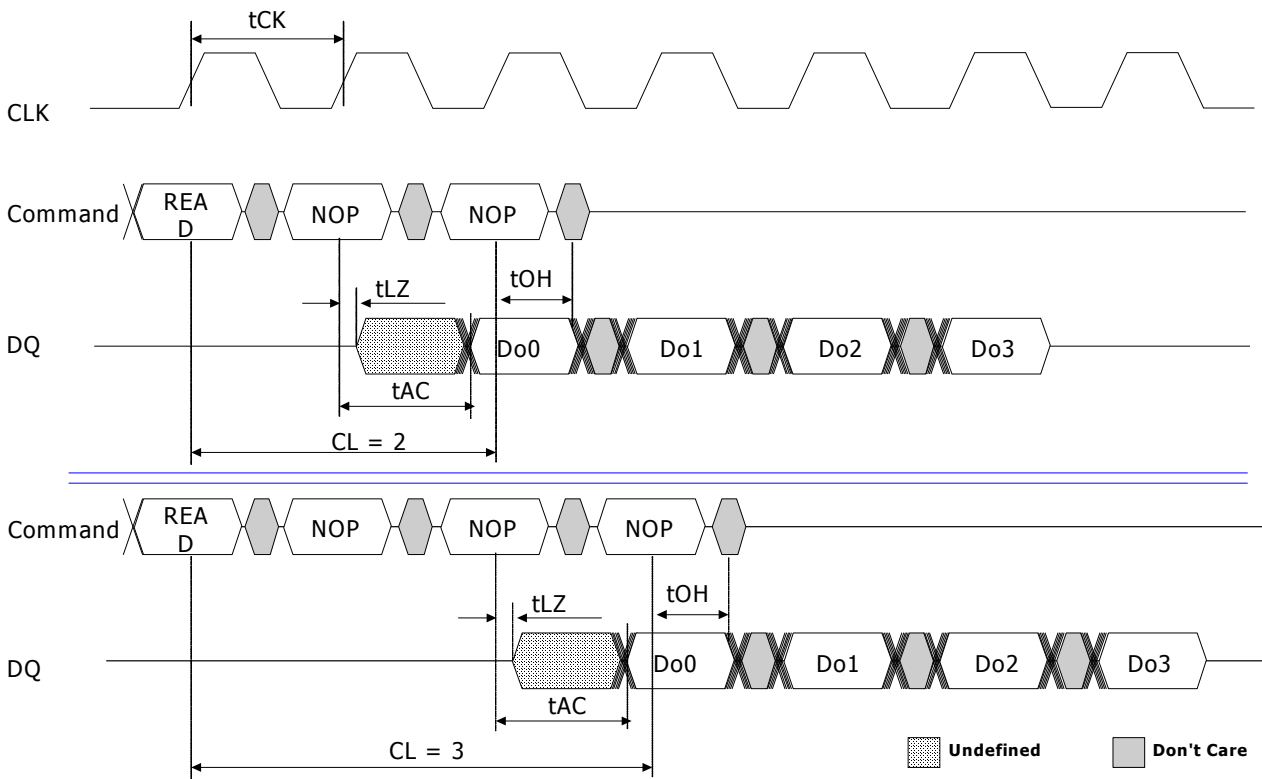 tCK
CLK
Command
REA
D
NOP
NOP
tLZ
tOH
DQ
Do0
Do1
Do2
Do3
tAC
CL = 2
Command
REA
D
NOP
NOP
NOP
tLZ
tOH
DQ
Do0
Do1
Do2
Do3
tAC
CL = 3
Undefined
Don't Care